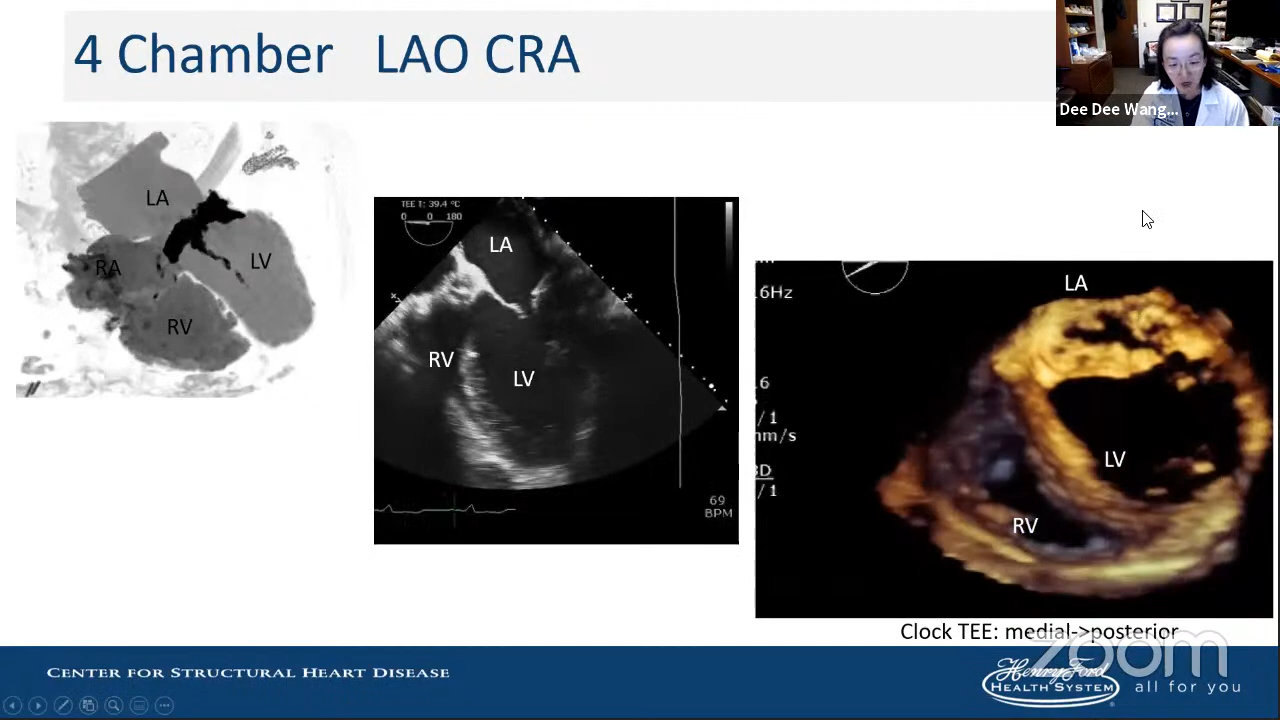 4 Chamber LAO CRA
Dee Dee Wang...
LA
RA
LV
RV
TEE T: 39.4 °C
0 0 180
LA
RV
LV
69
BPM
.6Hz
.6
/ 1
mm/s
3D
/ 1
LA
LV
RV
Clock TEE: medial->posterior
zoom
CENTER FOR STRUCTURAL HEART DISEASE
Henry Ford
HEALTH SYSTEM
all for you